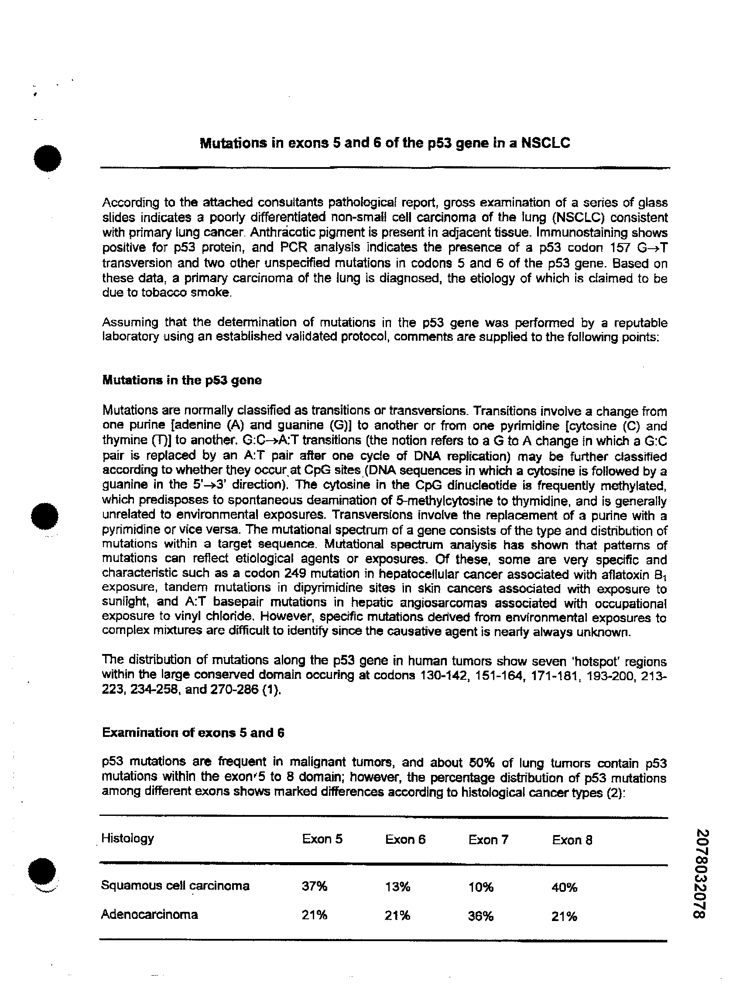 Mutations in exons 5 and 6 of the p53 gene in a NSCLC
According to the attached consultants pathological report, gross examination of a series of glass
slides indicates a poorly differentiated non-small cell carcinoma of the lung (NSCLC) consistent
with primary lung cancer. Anthracotic pigment is present in adjacent tissue. Immunostaining shows
positive for p53 protein, and PCR analysis indicates the presence of a p53 codon 157 G→T
transversion and two other unspecified mutations in codons 5 and 6 of the p53 gene. Based on
these data, a primary carcinoma of the lung is diagnosed, the etiology of which is claimed to be
due to tobacco smoke.
Assuming that the determination of mutations in the p53 gene was performed by a reputable
laboratory using an established validated protocol, comments are supplied to the following points:
Mutations in the p53 gene
Mutations are normally classified as transitions or transversions. Transitions involve a change from
one purine [adenine (A) and guanine (G)] to another or from one pyrimidine [cytosine (C) and
thymine (T)] to another. G:C→A:T transitions (the notion refers to a G to A change in which a G:C
pair is replaced by an A:T pair after one cycle of DNA replication) may be further classified
according to whether they occur at CpG sites (DNA sequences in which a cytosine is followed by a
guanine in the 5'→3' direction). The cytosine in the CpG dinucleotide is frequently methylated,
which predisposes to spontaneous deamination of 5-methylcytosine to thymidine, and is generally
unrelated to environmental exposures. Transversions involve the replacement of a purine with a
pyrimidine or vice versa. The mutational spectrum of a gene consists of the type and distribution of
mutations within a target sequence. Mutational spectrum analysis has shown that patterns of
mutations can reflect etiological agents or exposures. Of these, some are very specific and
characteristic such as a codon 249 mutation in hepatocellular cancer associated with aflatoxin B₁
exposure, tandem mutations in dipyrimidine sites in skin cancers associated with exposure to
sunlight, and A:T basepair mutations in hepatic angiosarcomas associated with occupational
exposure to vinyl chloride. However, specific mutations derived from environmental exposures to
complex mixtures are difficult to identify since the causative agent is nearly always unknown.
The distribution of mutations along the p53 gene in human tumors show seven 'hotspot' regions
within the large conserved domain occuring at codons 130-142, 151-164, 171-181, 193-200, 213-
223, 234-258, and 270-286 (1).
Examination of exons 5 and 6
p53 mutations are frequent in malignant tumors, and about 50% of lung tumors contain p53
mutations within the exon 5 to 8 domain; however, the percentage distribution of p53 mutations
among different exons shows marked differences according to histological cancer types (2):
Histology Exon 5 Exon 6 Exon 7 Exon 8
Squamous cell carcinoma 37% 13% 10% 40%
Adenocarcinoma 21% 21% 36% 21%
2078032078